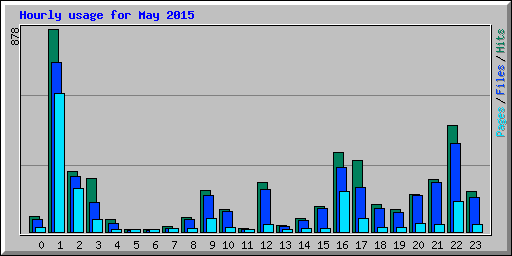 Hourly usage for May 2015
878
Pages/Files/Hits
0 1 2 3 4 5 6 7 8 9 10 11 12 13 14 15 16 17 18 19 20 21 22 23